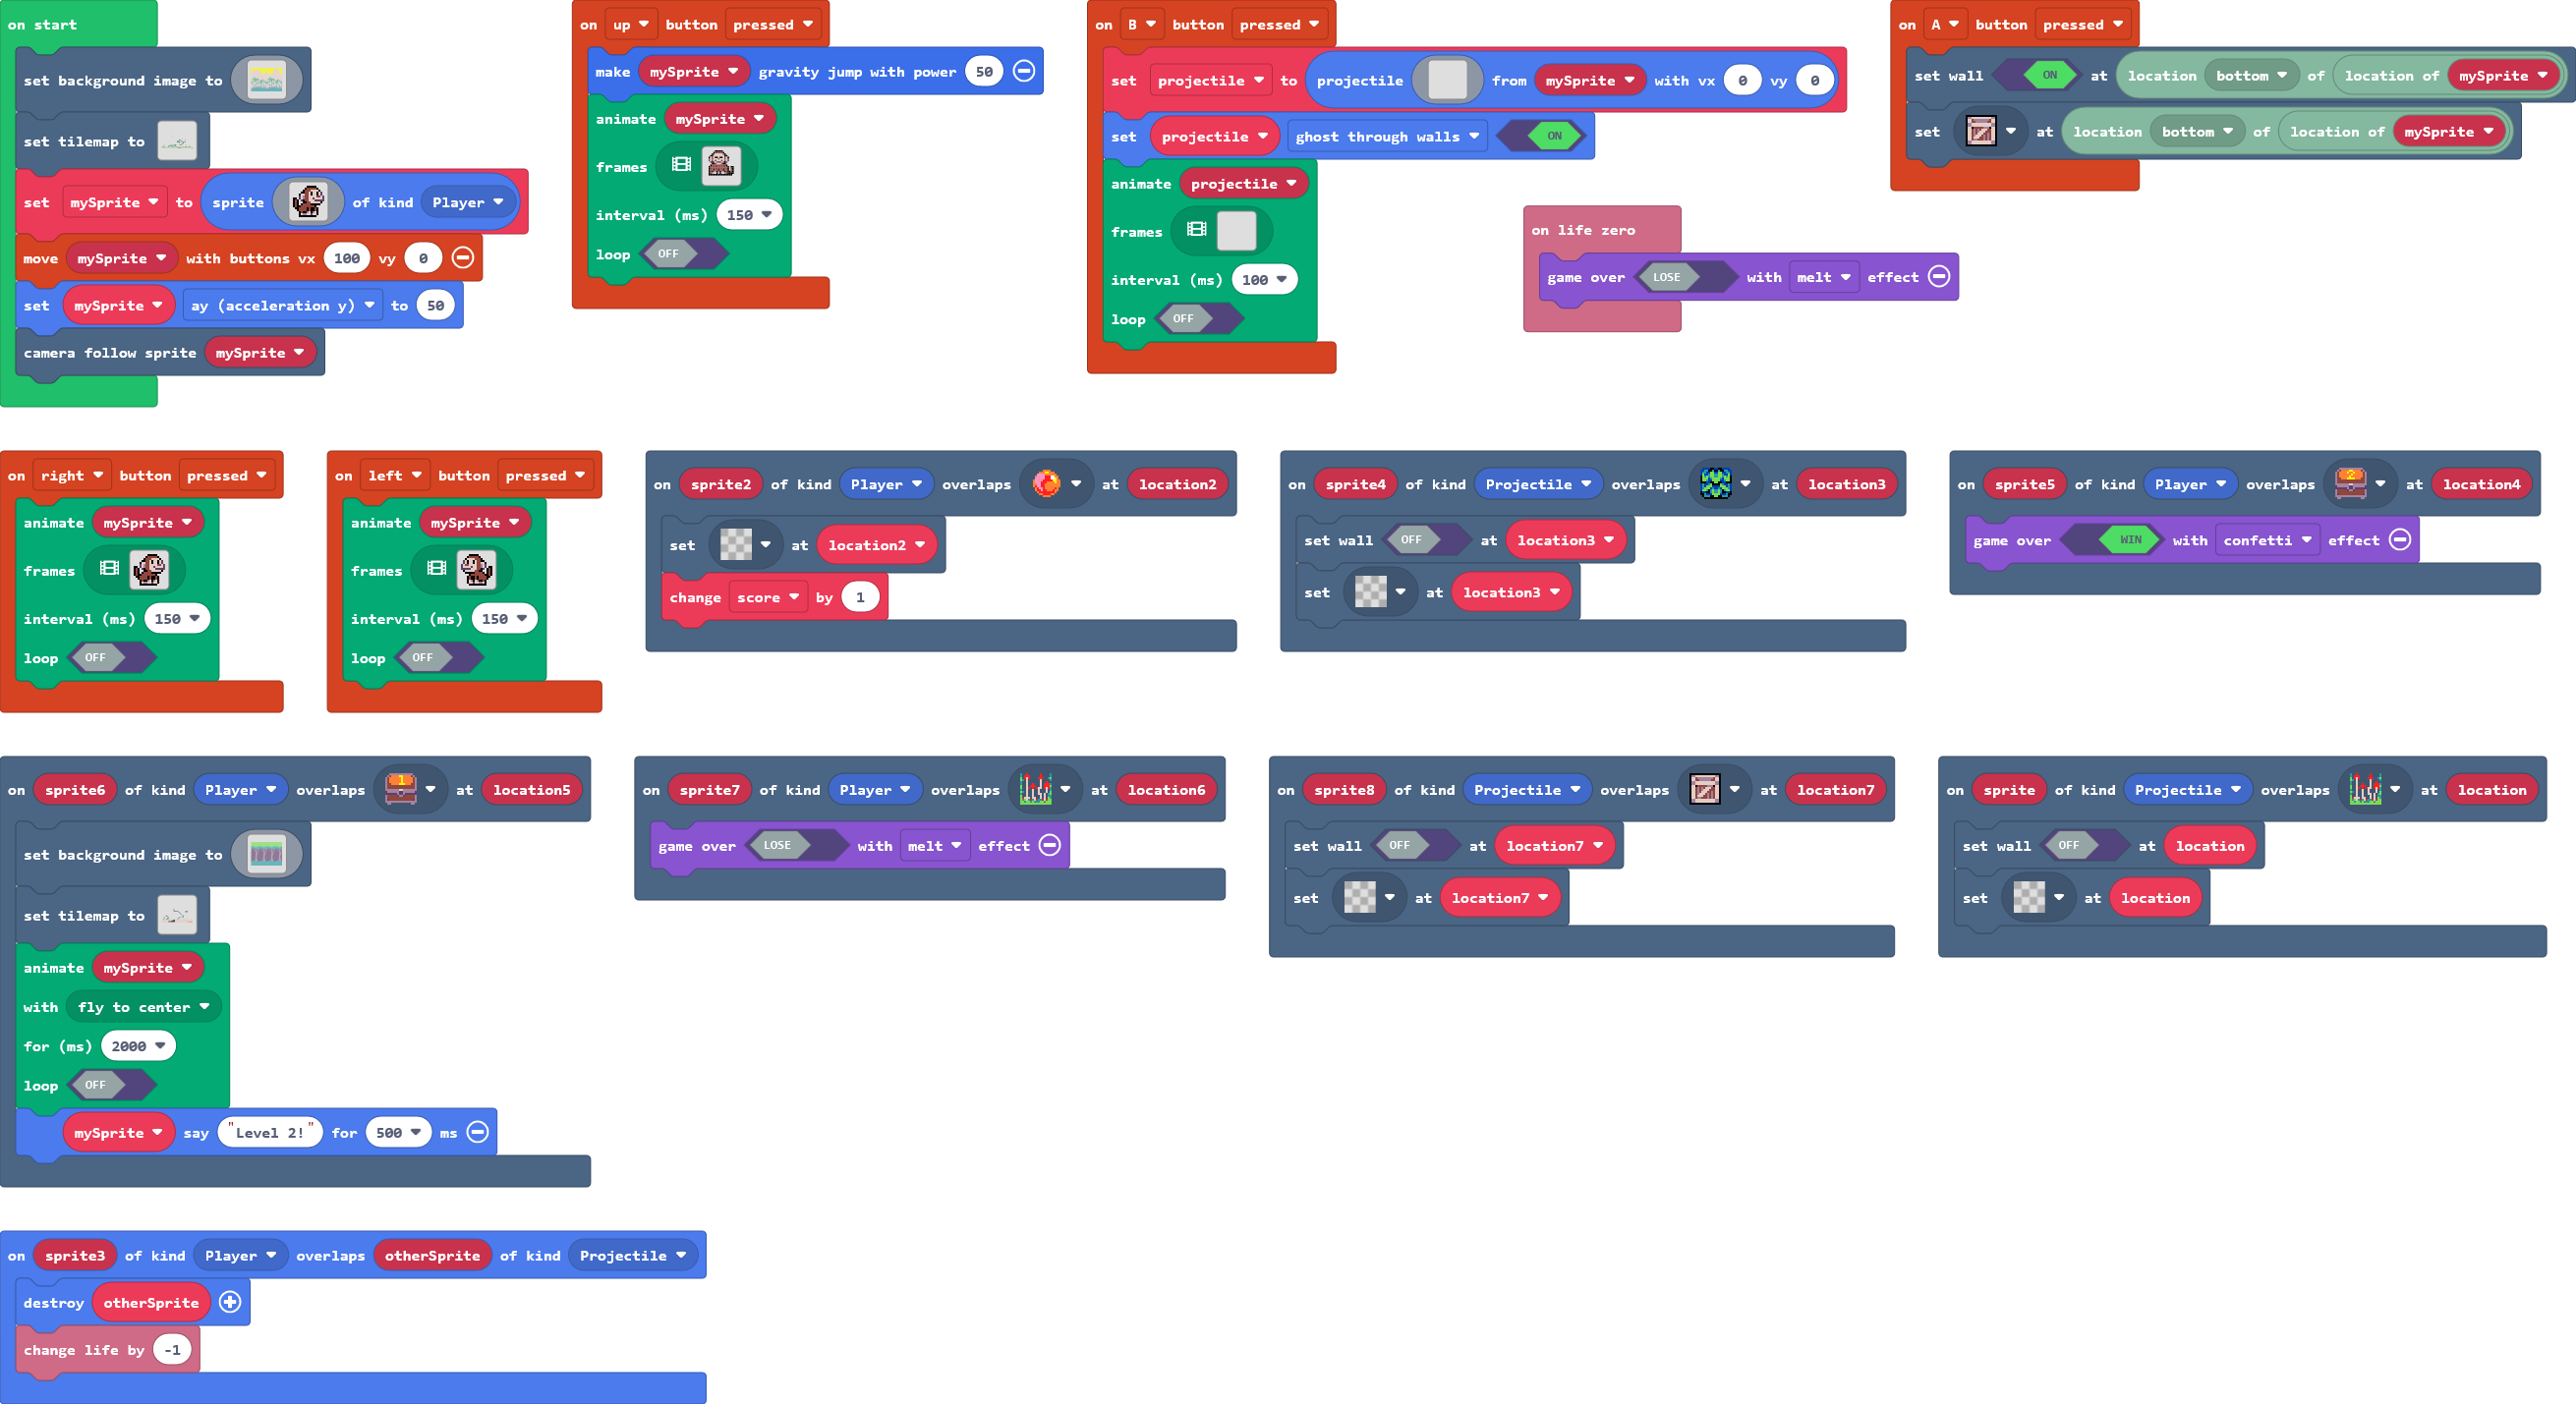 on start
set background image to
set tilemap to
set mySprite to sprite of kind Player
move mySprite with buttons vx 100 vy 0
set mySprite ay (acceleration y) to 50
camera follow sprite mySprite
on up button pressed
make mySprite gravity jump with power 50
animate mySprite
frames
interval (ms) 150
loop OFF
on B button pressed
set projectile to projectile from mySprite with vx 0 vy 0
set projectile ghost through walls ON
animate projectile
frames
interval (ms) 100
loop OFF
on life zero
game over LOSE with melt effect
on A button pressed
set wall ON at location bottom of location of mySprite
set at location bottom of location of mySprite
on right button pressed
animate mySprite
frames
interval (ms) 150
loop OFF
on left button pressed
animate mySprite
frames
interval (ms) 150
loop OFF
on sprite2 of kind Player overlaps at location2
set at location2
change score by 1
on sprite4 of kind Projectile overlaps at location3
set wall OFF at location3
set at location3
on sprite5 of kind Player overlaps 2 at location4
game over WIN with confetti effect
on sprite6 of kind Player overlaps 1 at location5
set background image to
set tilemap to
animate mySprite
with fly to center
for (ms) 2000
loop OFF
mySprite say "Level 2!" for 500 ms
on sprite7 of kind Player overlaps at location6
game over LOSE with melt effect
on sprite8 of kind Projectile overlaps at location7
set wall OFF at location7
set at location7
on sprite of kind Projectile overlaps at location
set wall OFF at location
set at location
on sprite3 of kind Player overlaps otherSprite of kind Projectile
destroy otherSprite
change life by -1